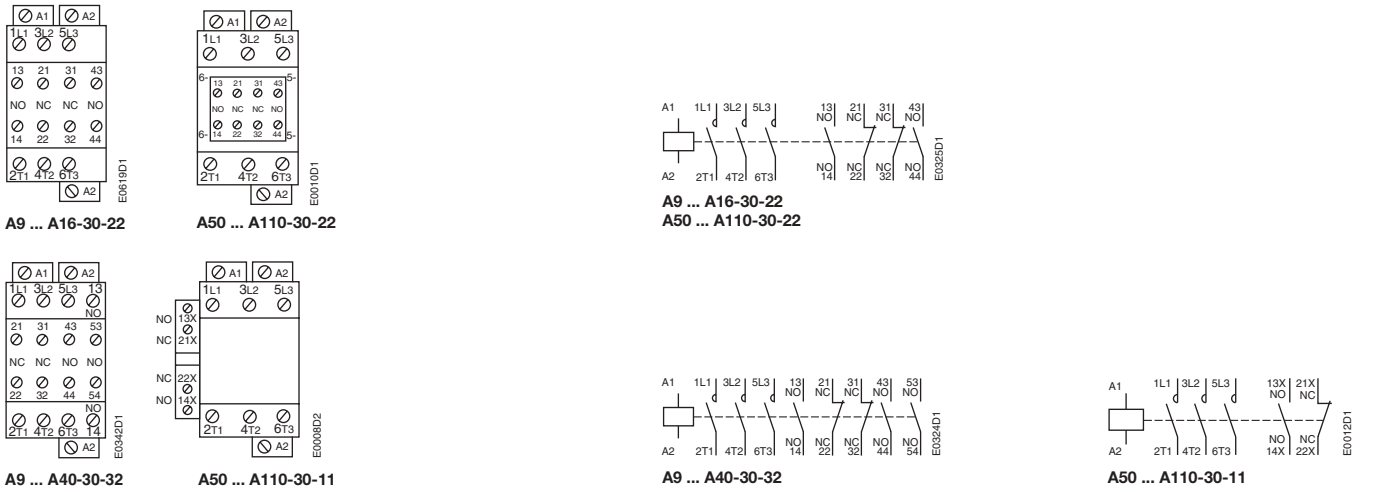 A1 A2
1L1 3L2 5L3
13 21 31 43
NO NC NC NO
14 22 32 44
2T1 4T2 6T3
A2
E0619D1
A9 ... A16-30-22
A1 A2
1L1 3L2 5L3
6- 5-
13 21 31 43
NO NC NC NO
14 22 32 44
6- 5-
2T1 4T2 6T3
A2
E0010D1
A50 ... A110-30-22
A1 1L1 3L2 5L3 13 21 31 43
NO NC NC NO
NO NC NC NO
A2 2T1 4T2 6T3 14 22 32 44
E0325D1
A9 ... A16-30-22
A50 ... A110-30-22
A1 A2
1L1 3L2 5L3 13
NO
21 31 43 53
NC NC NO NO
22 32 44 54
NO
2T1 4T2 6T3 14
A2
E0342D1
A9 ... A40-30-32
A1 A2
1L1 3L2 5L3
NO 13X
NC 21X
NC 22X
NO 14X
2T1 4T2 6T3
A2
E0008D2
A50 ... A110-30-11
A1 1L1 3L2 5L3 13 21 31 43 53
NO NC NC NO NO
NO NC NC NO NO
A2 2T1 4T2 6T3 14 22 32 44 54
E0324D1
A9 ... A40-30-32
A1 1L1 3L2 5L3 13X 21X
NO NC
NO NC
A2 2T1 4T2 6T3 14X 22X
E0012D1
A50 ... A110-30-11